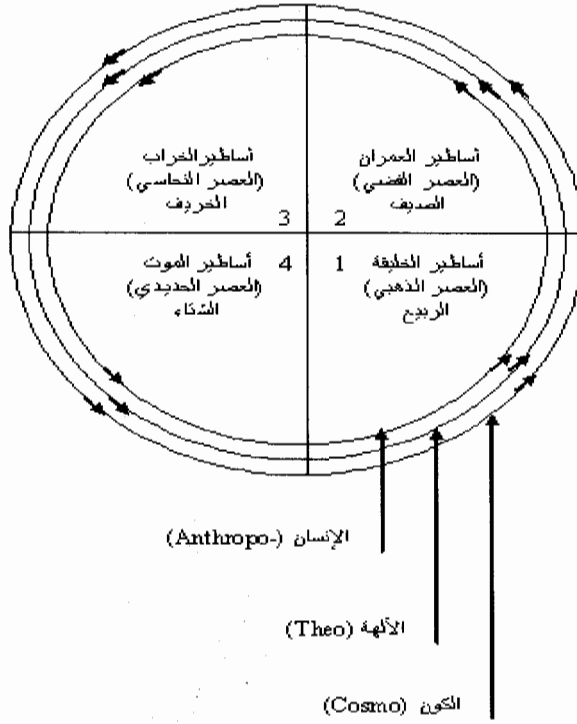 أساطير العمران
(العصر الفضي)
الصيف
2
أساطير الخراب
(العصر النحاسي)
الخريف
3
أساطير الخليقة
(العصر الذهبي)
الربيع
1
أساطير الموت
(العصر الحديدي)
الشتاء
4
الإنسان (Anthropo-)
الألهة (Theo)
الكون (Cosmo)